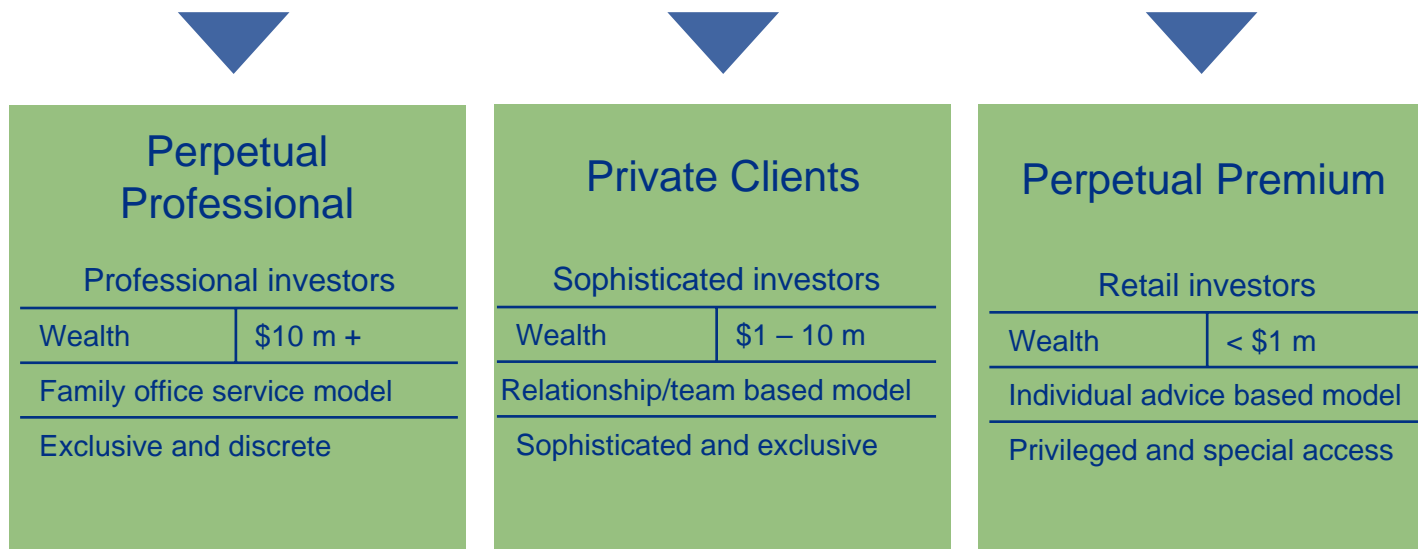 Perpetual
Professional
Professional investors
Wealth $10 m +
Family office service model
Exclusive and discrete
Private Clients
Sophisticated investors
Wealth $1 – 10 m
Relationship/team based model
Sophisticated and exclusive
Perpetual Premium
Retail investors
Wealth < $1 m
Individual advice based model
Privileged and special access